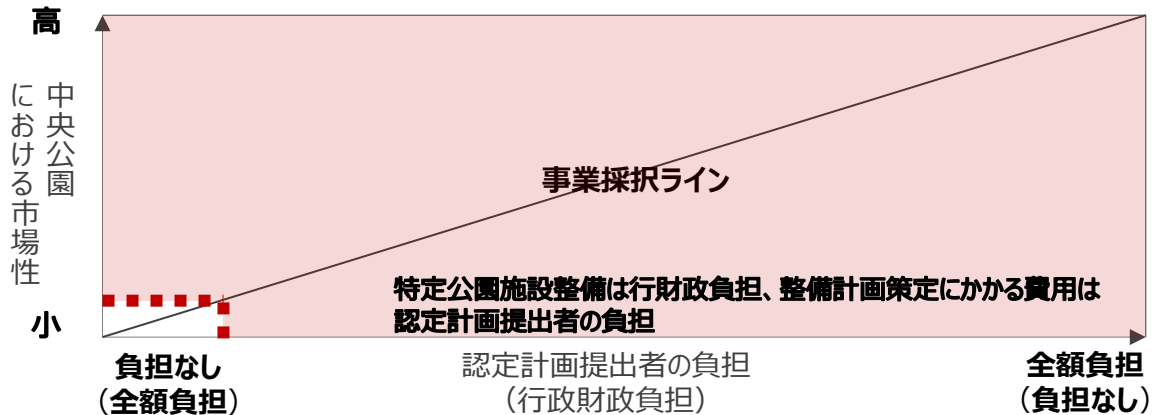 高
中央公園
における市場性
事業採択ライン
特定公園施設整備は行財政負担、整備計画策定にかかる費用は
認定計画提出者の負担
小
負担なし
（全額負担）
認定計画提出者の負担
（行政財政負担）
全額負担
（負担なし）